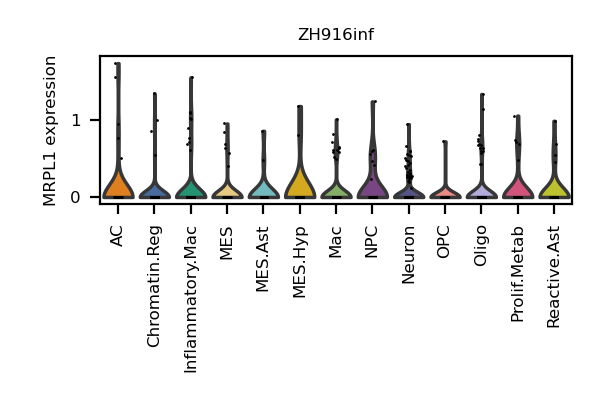 ZH916inf
MRPL1 expression
1
0
AC
Chromatin.Reg
Inflammatory.Mac
MES
MES.Ast
MES.Hyp
Mac
NPC
Neuron
OPC
Oligo
Prolif.Metab
Reactive.Ast